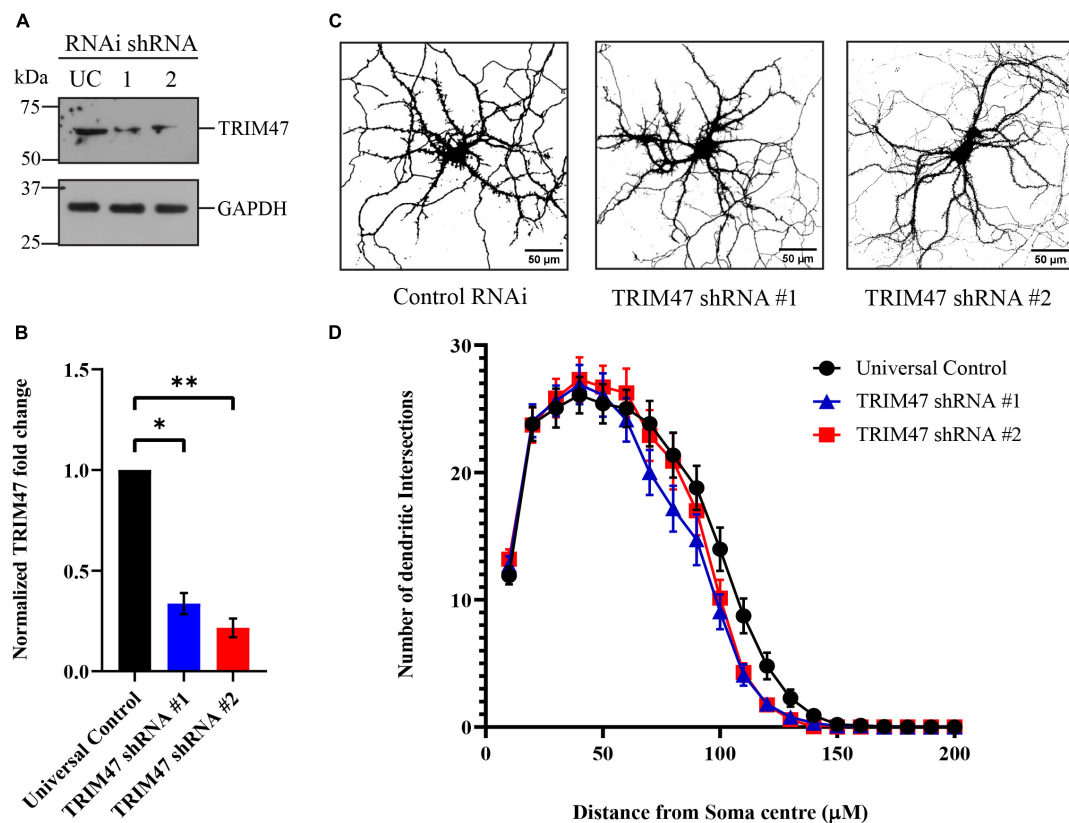 A
RNAi shRNA
kDa
UC 1 2
75
TRIM47
50
37
GAPDH
25
C
50 μm
50 μm
50 μm
Control RNAi
TRIM47 shRNA #1
TRIM47 shRNA #2
B
Normalized TRIM47 fold change
1.5
1.0
0.5
0.0
**
*
Universal Control
TRIM47 shRNA #1
TRIM47 shRNA #2
D
Number of dendritic Intersections
30
20
10
0
0 50 100 150 200
Distance from Soma centre (μM)
Universal Control
TRIM47 shRNA #1
TRIM47 shRNA #2